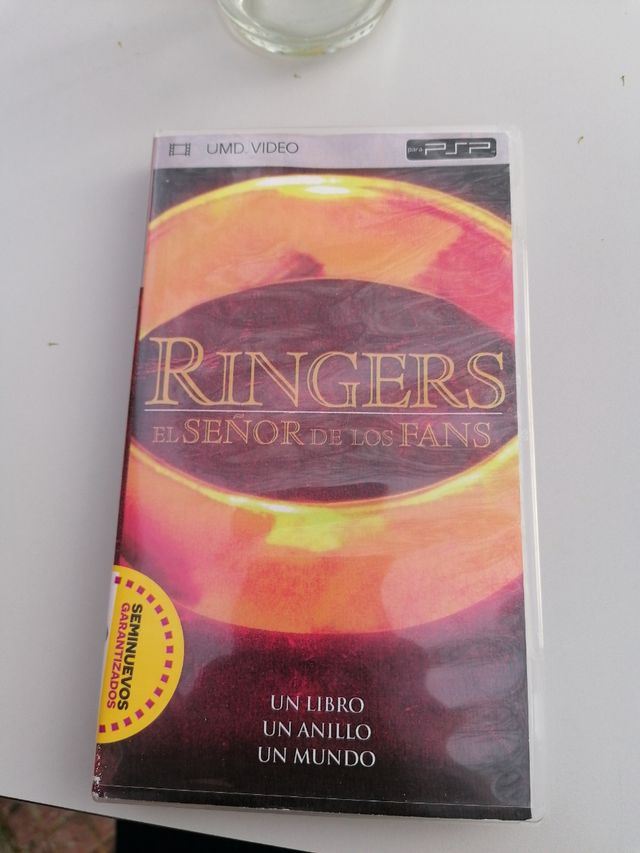 UMD VIDEO
para PSP
RINGERS
EL SEÑOR DE LOS FANS
SEMINUEVOS
GARANTIZADOS
UN LIBRO
UN ANILLO
UN MUNDO